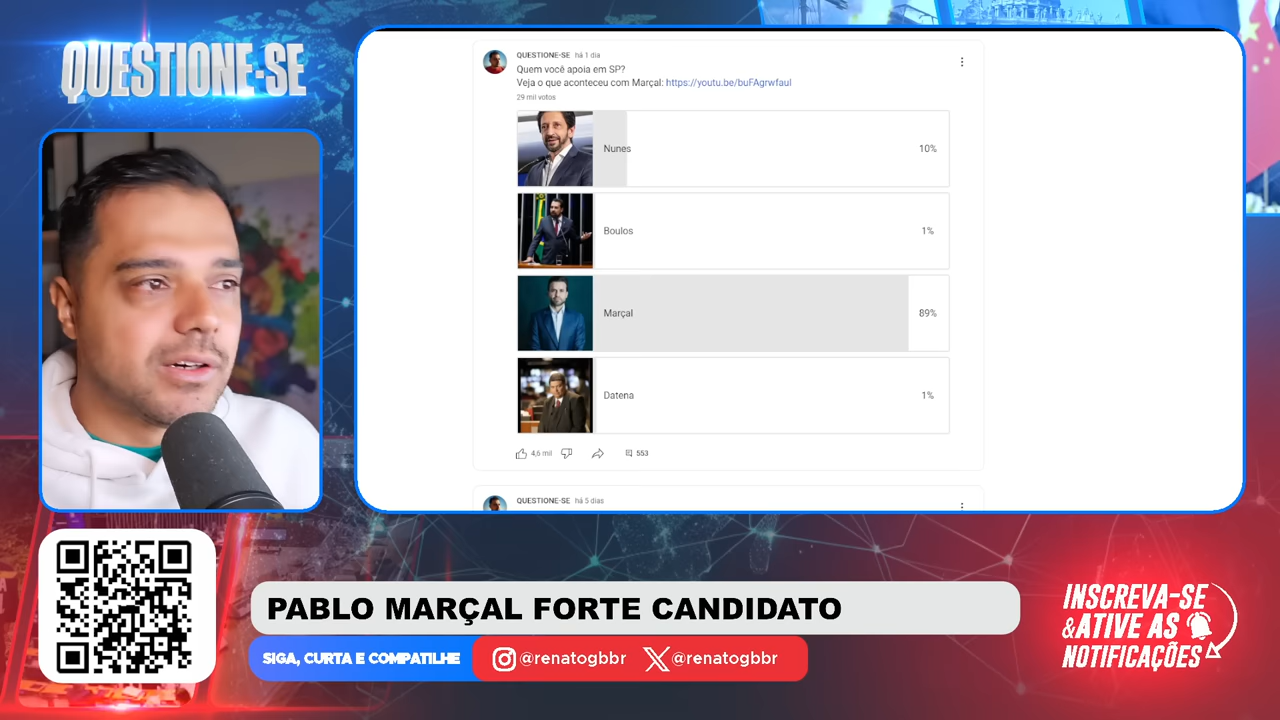 QUESTIONE-SE
QUESTIONE-SE há 1 dia
Quem você apoia em SP?
Veja o que aconteceu com Marçal: https://youtu.be/buFAgrwfauI
29 mil votos
Nunes 10%
Boulos 1%
Marçal 89%
Datena 1%
4,6 mil 553
QUESTIONE-SE há 5 dias
PABLO MARÇAL FORTE CANDIDATO
SIGA, CURTA E COMPATILHE @renatogbbr @renatogbbr
INSCREVA-SE
&ATIVE AS
NOTIFICAÇÕES